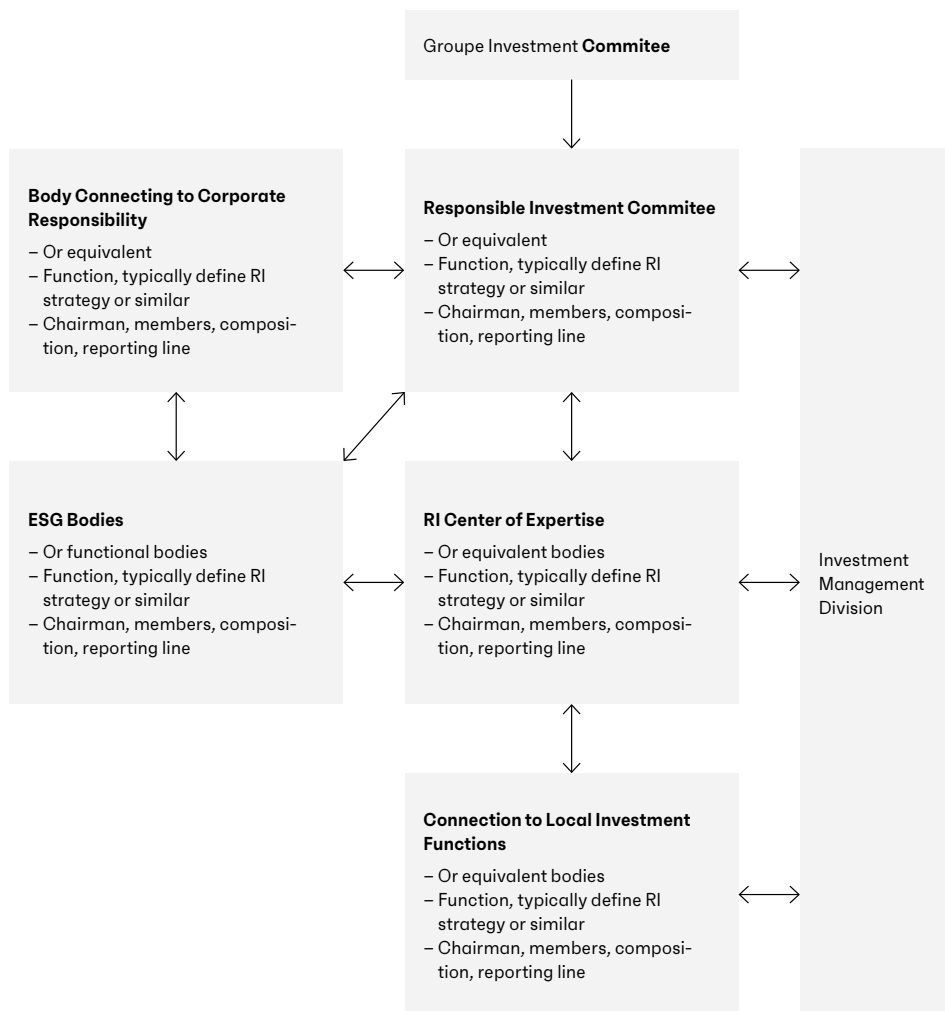 Groupe Investment Commitee
Body Connecting to Corporate
Responsibility
– Or equivalent
– Function, typically define RI
strategy or similar
– Chairman, members, composi-
tion, reporting line
Responsible Investment Commitee
– Or equivalent
– Function, typically define RI
strategy or similar
– Chairman, members, composi-
tion, reporting line
ESG Bodies
– Or functional bodies
– Function, typically define RI
strategy or similar
– Chairman, members, composi-
tion, reporting line
RI Center of Expertise
– Or equivalent bodies
– Function, typically define RI
strategy or similar
– Chairman, members, composi-
tion, reporting line
Investment
Management
Division
Connection to Local Investment
Functions
– Or equivalent bodies
– Function, typically define RI
strategy or similar
– Chairman, members, composi-
tion, reporting line